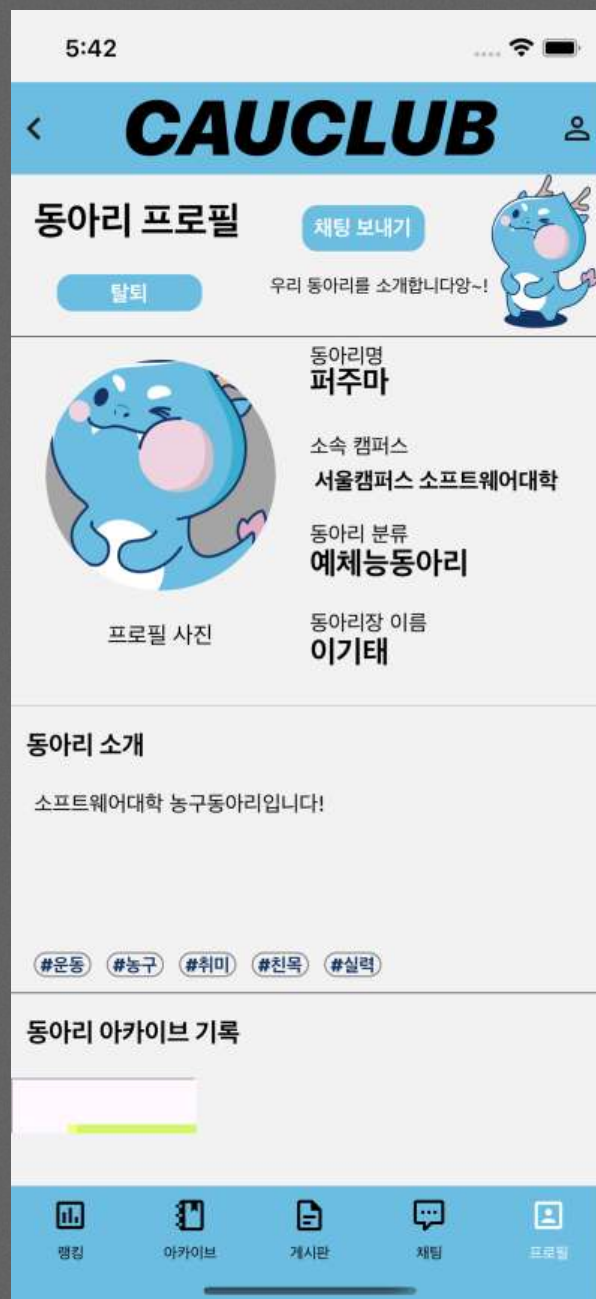 5:42
CAUCLUB
동아리 프로필
채팅 보내기
탈퇴
우리 동아리를 소개합니다앙~!
동아리명
퍼주마
소속 캠퍼스
서울캠퍼스 소프트웨어대학
동아리 분류
예체능동아리
동아리장 이름
이기태
프로필 사진
동아리 소개
소프트웨어대학 농구동아리입니다!
#운동 #농구 #취미 #친목 #실력
동아리 아카이브 기록
랭킹 아카이브 게시판 채팅 프로필